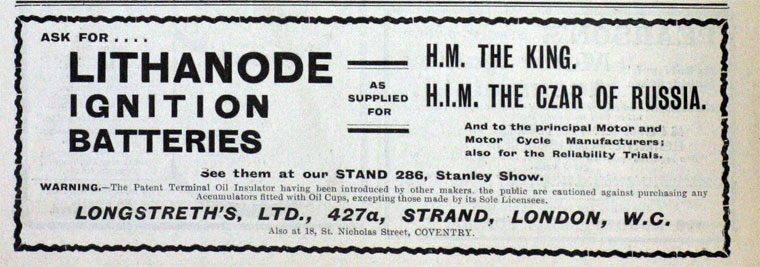 ASK FOR . . . .
LITHANODE
IGNITION
BATTERIES
AS
SUPPLIED
FOR
H.M. THE KING.
H.I.M. THE CZAR OF RUSSIA.
And to the principal Motor and
Motor Cycle Manufacturers;
also for the Reliability Trials.
See them at our STAND 286, Stanley Show.
WARNING.—The Patent Terminal Oil Insulator having been introduced by other makers. the public are cautioned against purchasing any
Accumulators fitted with Oil Cups, excepting those made by its Sole Licensees.
LONGSTRETH'S, LTD., 427a, STRAND, LONDON, W.C.
Also at 18, St. Nicholas Street, COVENTRY.